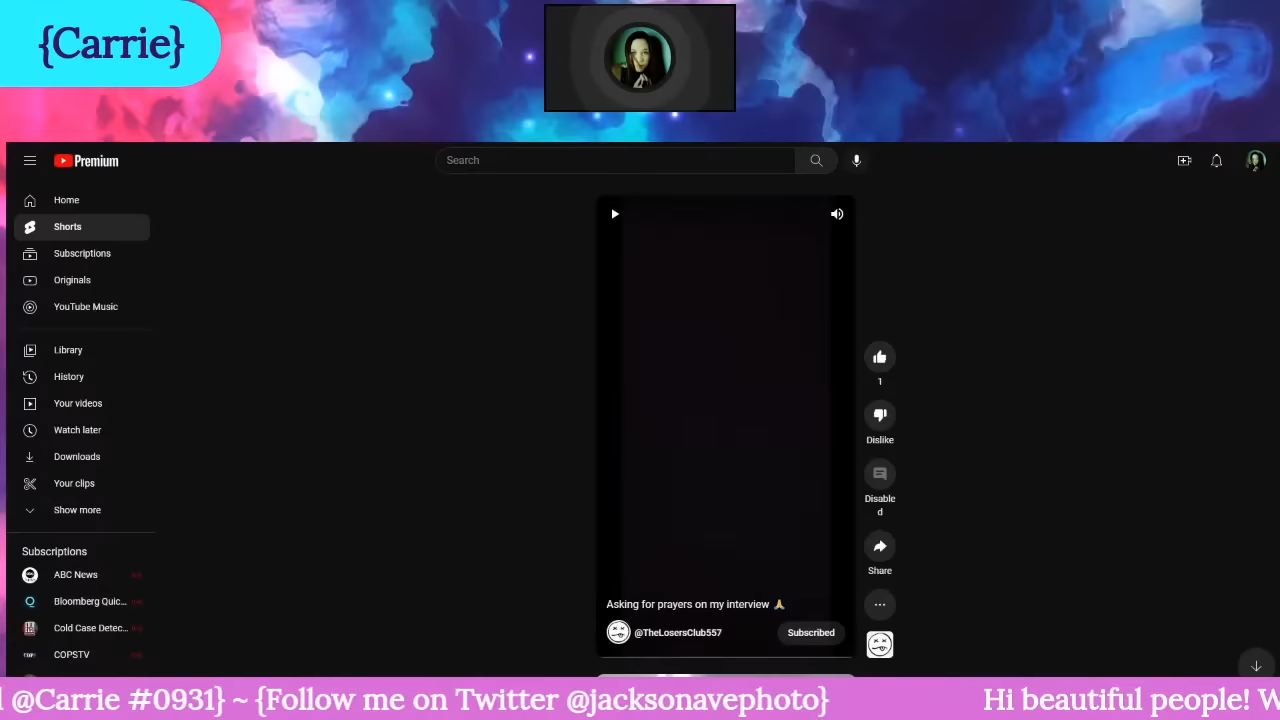 {Carrie}
Premium
Search
Home
Shorts
Subscriptions
Originals
YouTube Music
Library
History
Your videos
Watch later
Downloads
Your clips
Show more
Subscriptions
ABC News
Bloomberg Quic...
Cold Case Detec...
COPSTV
1
Dislike
Disable
d
Share
Asking for prayers on my interview 🙏
@TheLosersClub557
Subscribed
@Carrie #0931} ~ {Follow me on Twitter @jacksonavephoto}
Hi beautiful people! W